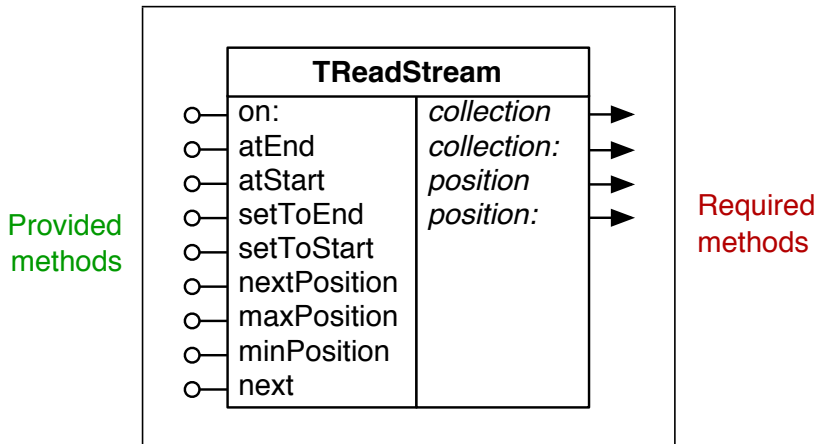 TReadStream
on: collection
atEnd collection:
atStart position
setToEnd position:
setToStart
nextPosition
maxPosition
minPosition
next
Provided
methods
Required
methods